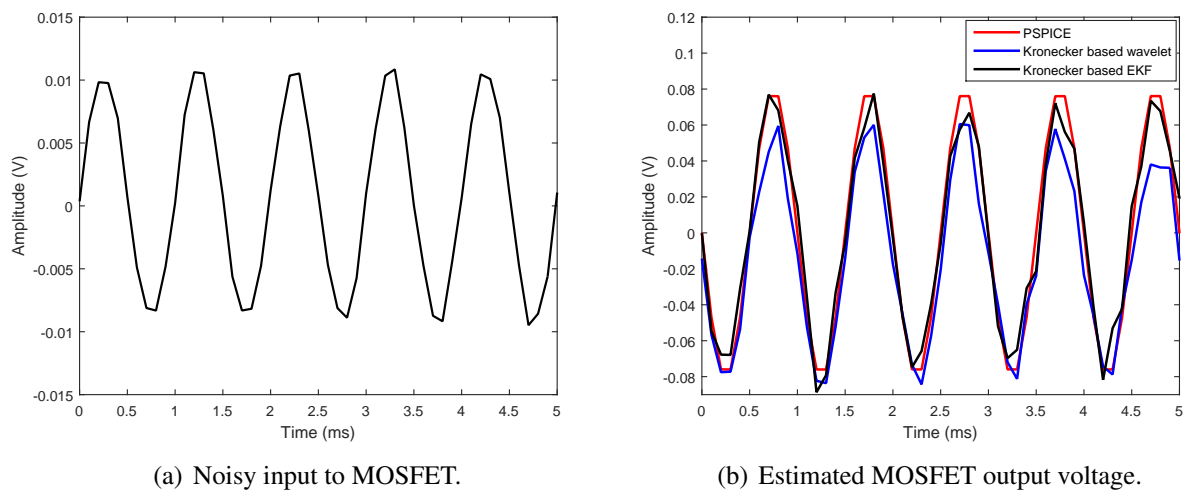 0.015
0.01
0.005
0
-0.005
-0.01
-0.015
Amplitude (V)
0 0.5 1 1.5 2 2.5 3 3.5 4 4.5 5
Time (ms)
(a) Noisy input to MOSFET.
0.12
0.1
0.08
0.06
0.04
0.02
0
-0.02
-0.04
-0.06
-0.08
Amplitude (V)
PSPICE
Kronecker based wavelet
Kronecker based EKF
0 0.5 1 1.5 2 2.5 3 3.5 4 4.5 5
Time (ms)
(b) Estimated MOSFET output voltage.